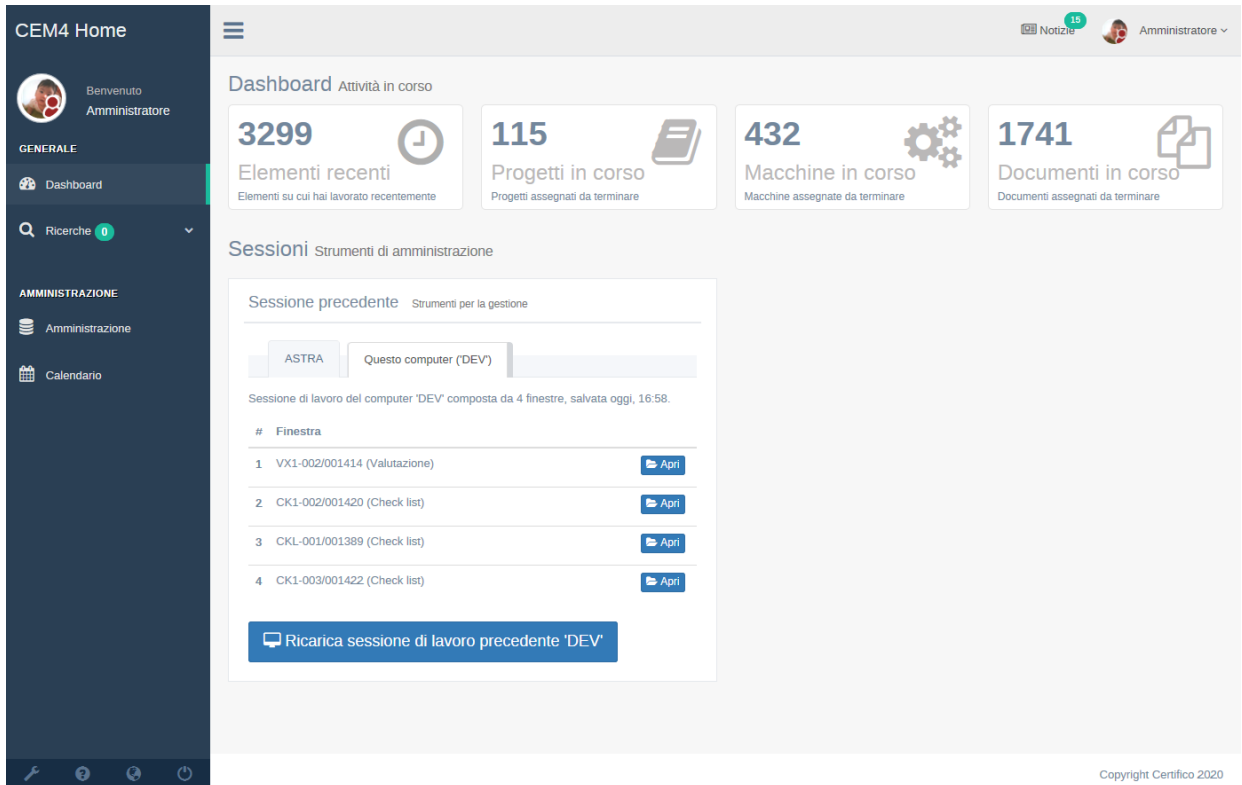 CEM4 Home
Notizie 15
Amministratore
Benvenuto
Amministratore
GENERALE
Dashboard
Ricerche 0
AMMINISTRAZIONE
Amministrazione
Calendario
Dashboard Attività in corso
3299
Elementi recenti
Elementi su cui hai lavorato recentemente
115
Progetti in corso
Progetti assegnati da terminare
432
Macchine in corso
Macchine assegnate da terminare
1741
Documenti in corso
Documenti assegnati da terminare
Sessioni Strumenti di amministrazione
Sessione precedente Strumenti per la gestione
ASTRA
Questo computer ('DEV')
Sessione di lavoro del computer 'DEV' composta da 4 finestre, salvata oggi, 16:58.
# Finestra
1 VX1-002/001414 (Valutazione) Apri
2 CK1-002/001420 (Check list) Apri
3 CKL-001/001389 (Check list) Apri
4 CK1-003/001422 (Check list) Apri
Ricarica sessione di lavoro precedente 'DEV'
Copyright Certifico 2020